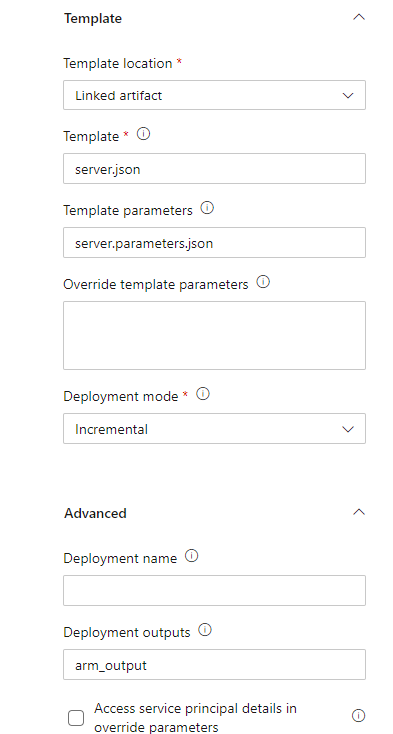 Template
Template location *
Linked artifact
Template *
server.json
Template parameters
server.parameters.json
Override template parameters
Deployment mode *
Incremental
Advanced
Deployment name
Deployment outputs
arm_output
Access service principal details in
override parameters